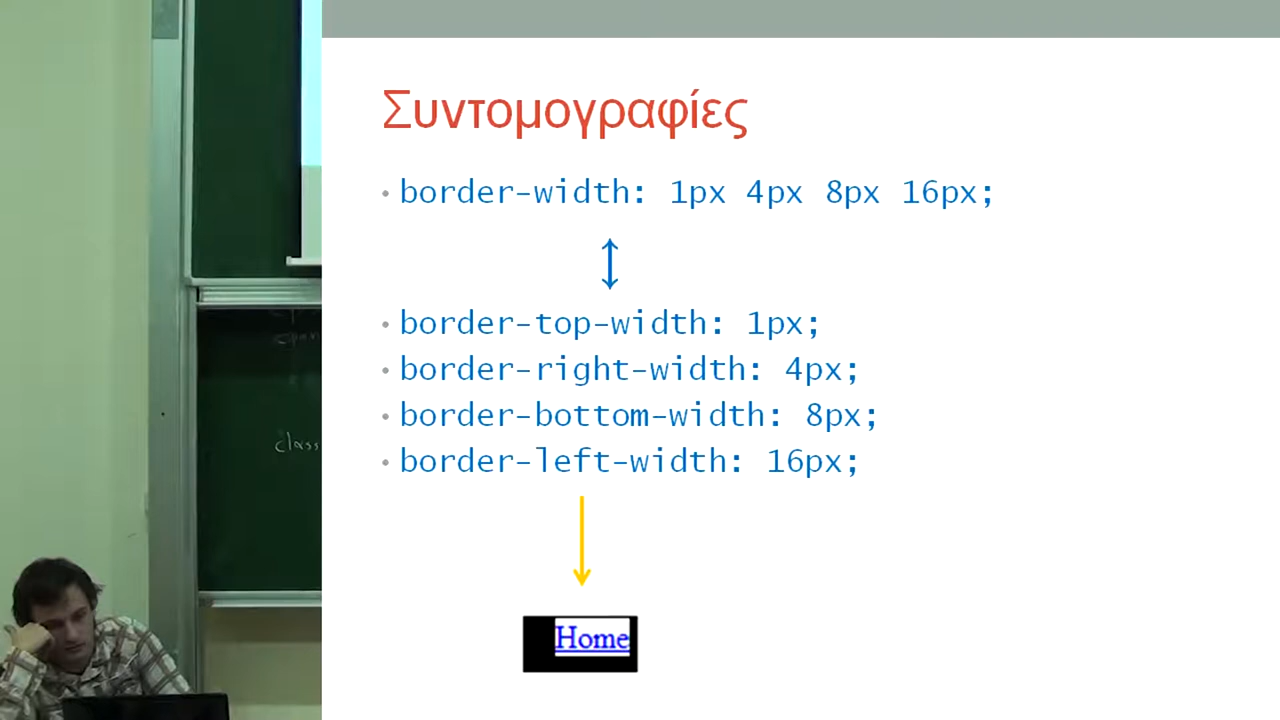 Συντομογραφίες
• border-width: 1px 4px 8px 16px;
• border-top-width: 1px;
• border-right-width: 4px;
• border-bottom-width: 8px;
• border-left-width: 16px;
Home
class